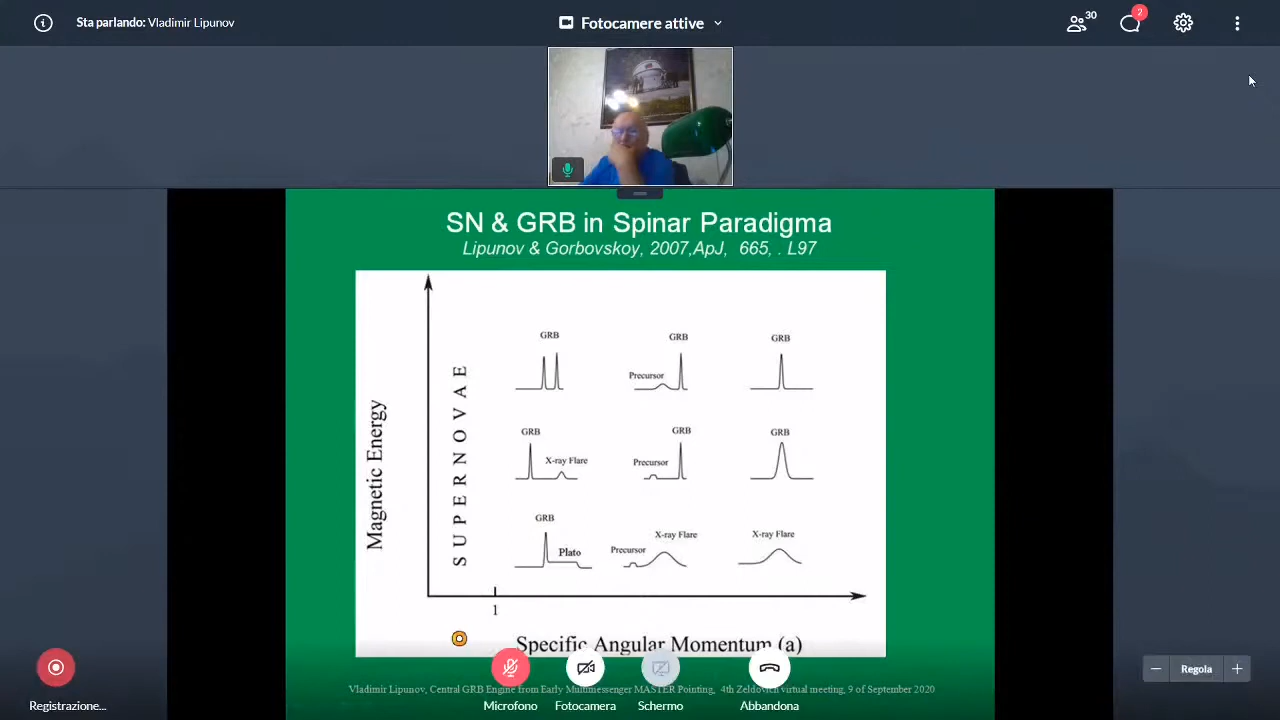 Sta parlando: Vladimir Lipunov
Fotocamere attive
30
2
SN & GRB in Spinar Paradigma
Lipunov & Gorbovskoy, 2007,ApJ, 665, . L97
Magnetic Energy
SUPERNOVAE
GRB
GRB
GRB
Precursor
GRB
GRB
GRB
X-ray Flare
Precursor
GRB
X-ray Flare
X-ray Flare
Plato
Precursor
1
Specific Angular Momentum (a)
Vladimir Lipunov, Central GRB Engine from Early Multimessenger MASTER Pointing, 4th Zeldovich virtual meeting, 9 of September 2020
Registrazione...
Microfono
Fotocamera
Schermo
Abbandona
Regola